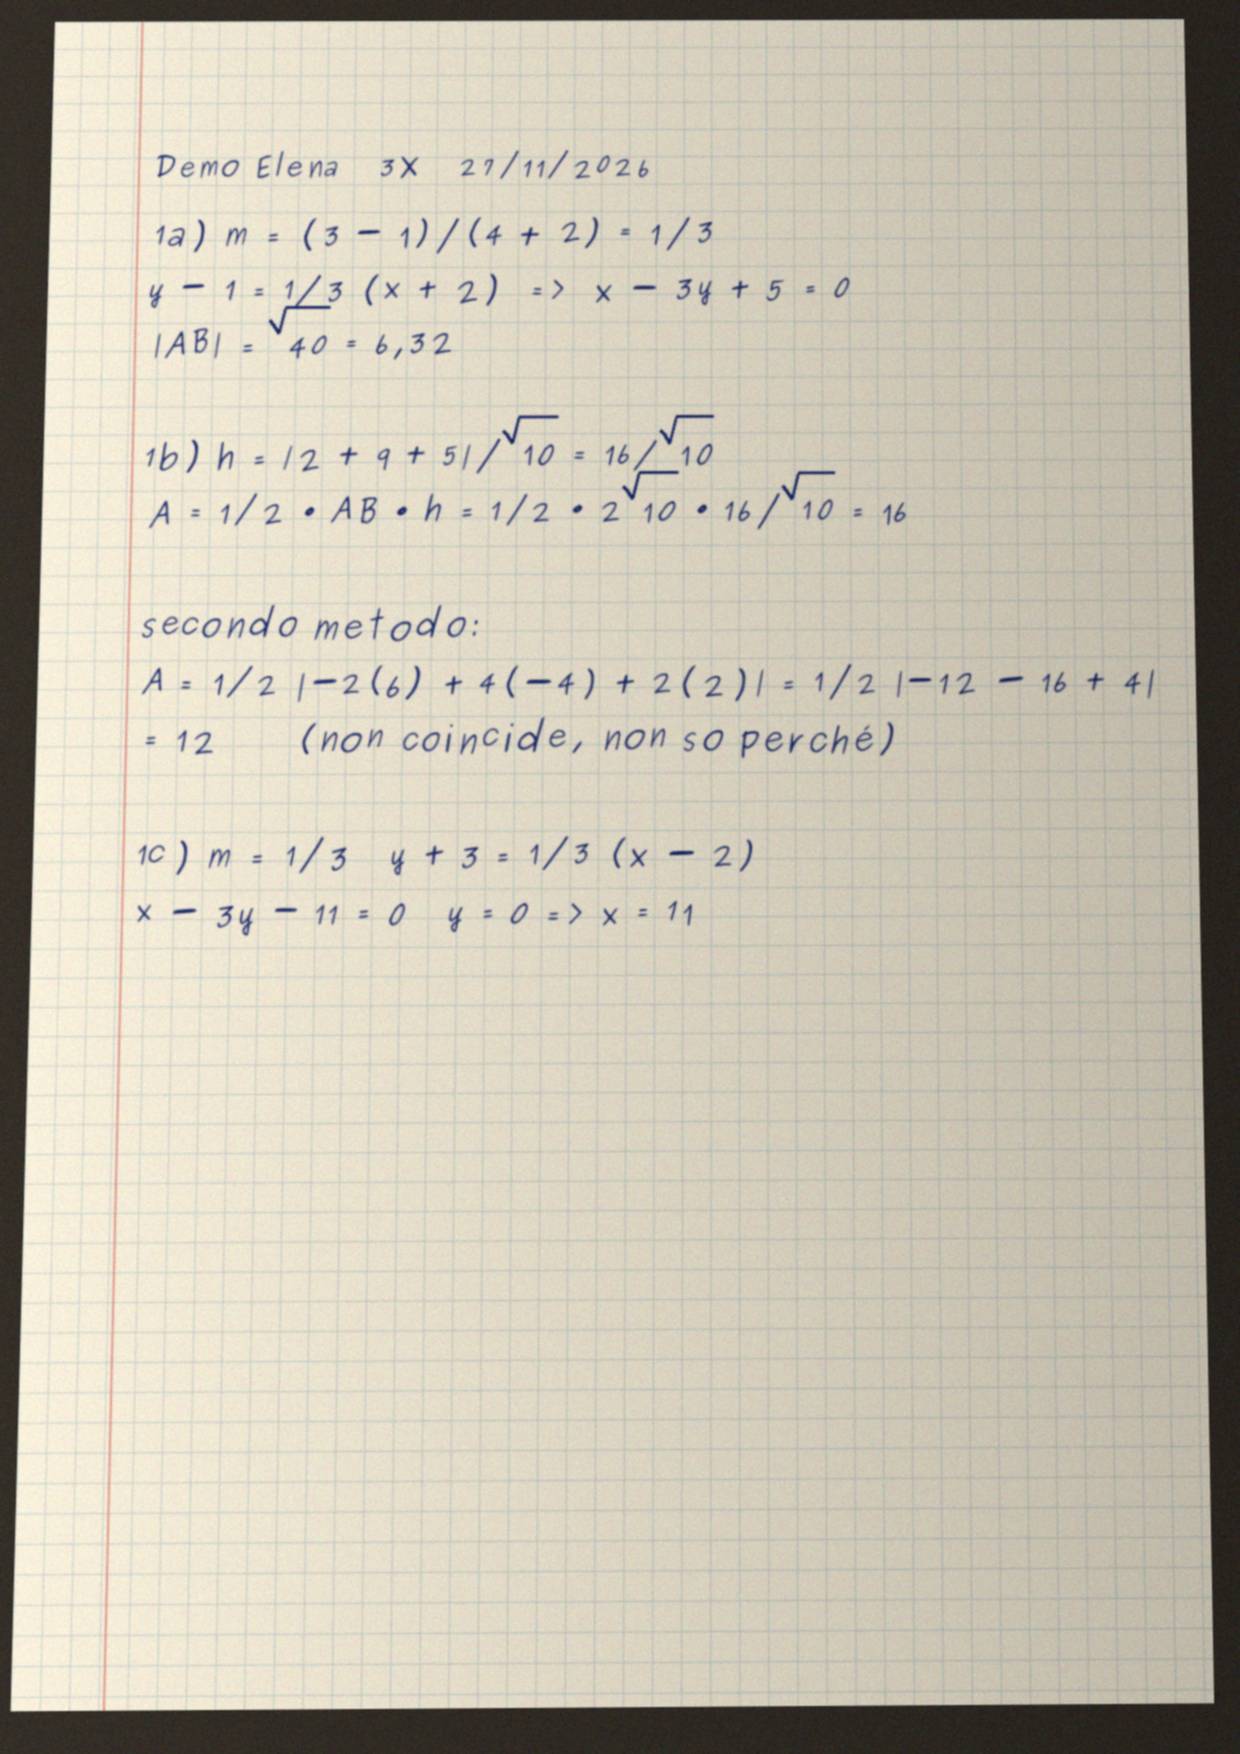 Demo Elena 3X 27/11/2026
1a) m = (3 − 1)/(4 + 2) = 1/3
y − 1 = 1/3 (x + 2) => x − 3y + 5 = 0
|AB| = √40 = 6,32
1b) h = |2 + 9 + 5|/√10 = 16/√10
A = 1/2 • AB • h = 1/2 • 2√10 • 16/√10 = 16
secondo metodo:
A = 1/2 |−2(6) + 4(−4) + 2(2)| = 1/2 |−12 − 16 + 4|
= 12 (non coincide, non so perché)
1c) m = 1/3 y + 3 = 1/3 (x − 2)
x − 3y − 11 = 0 y = 0 => x = 11